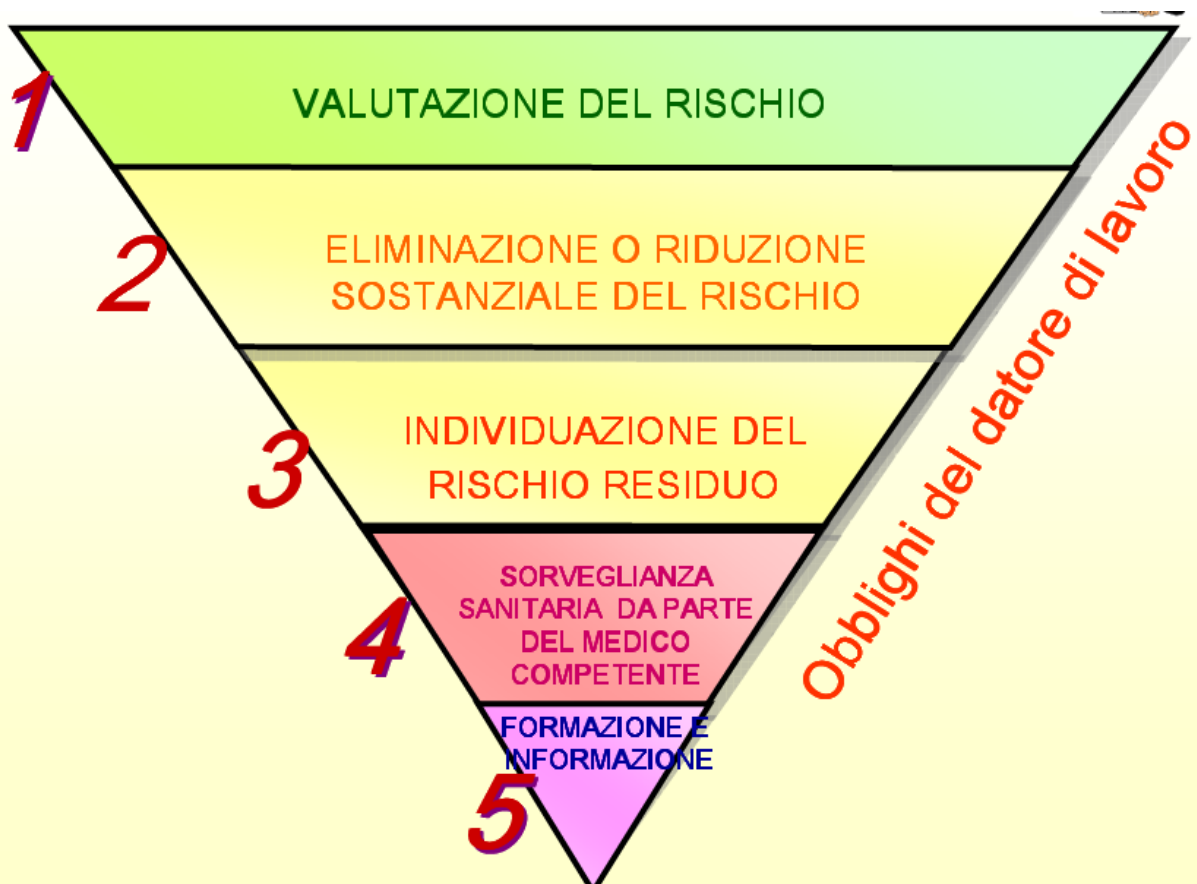 1
VALUTAZIONE DEL RISCHIO
2
ELIMINAZIONE O RIDUZIONE
SOSTANZIALE DEL RISCHIO
3
INDIVIDUAZIONE DEL
RISCHIO RESIDUO
4
SORVEGLIANZA
SANITARIA DA PARTE
DEL MEDICO
COMPETENTE
5
FORMAZIONE E
INFORMAZIONE
Obblighi del datore di lavoro